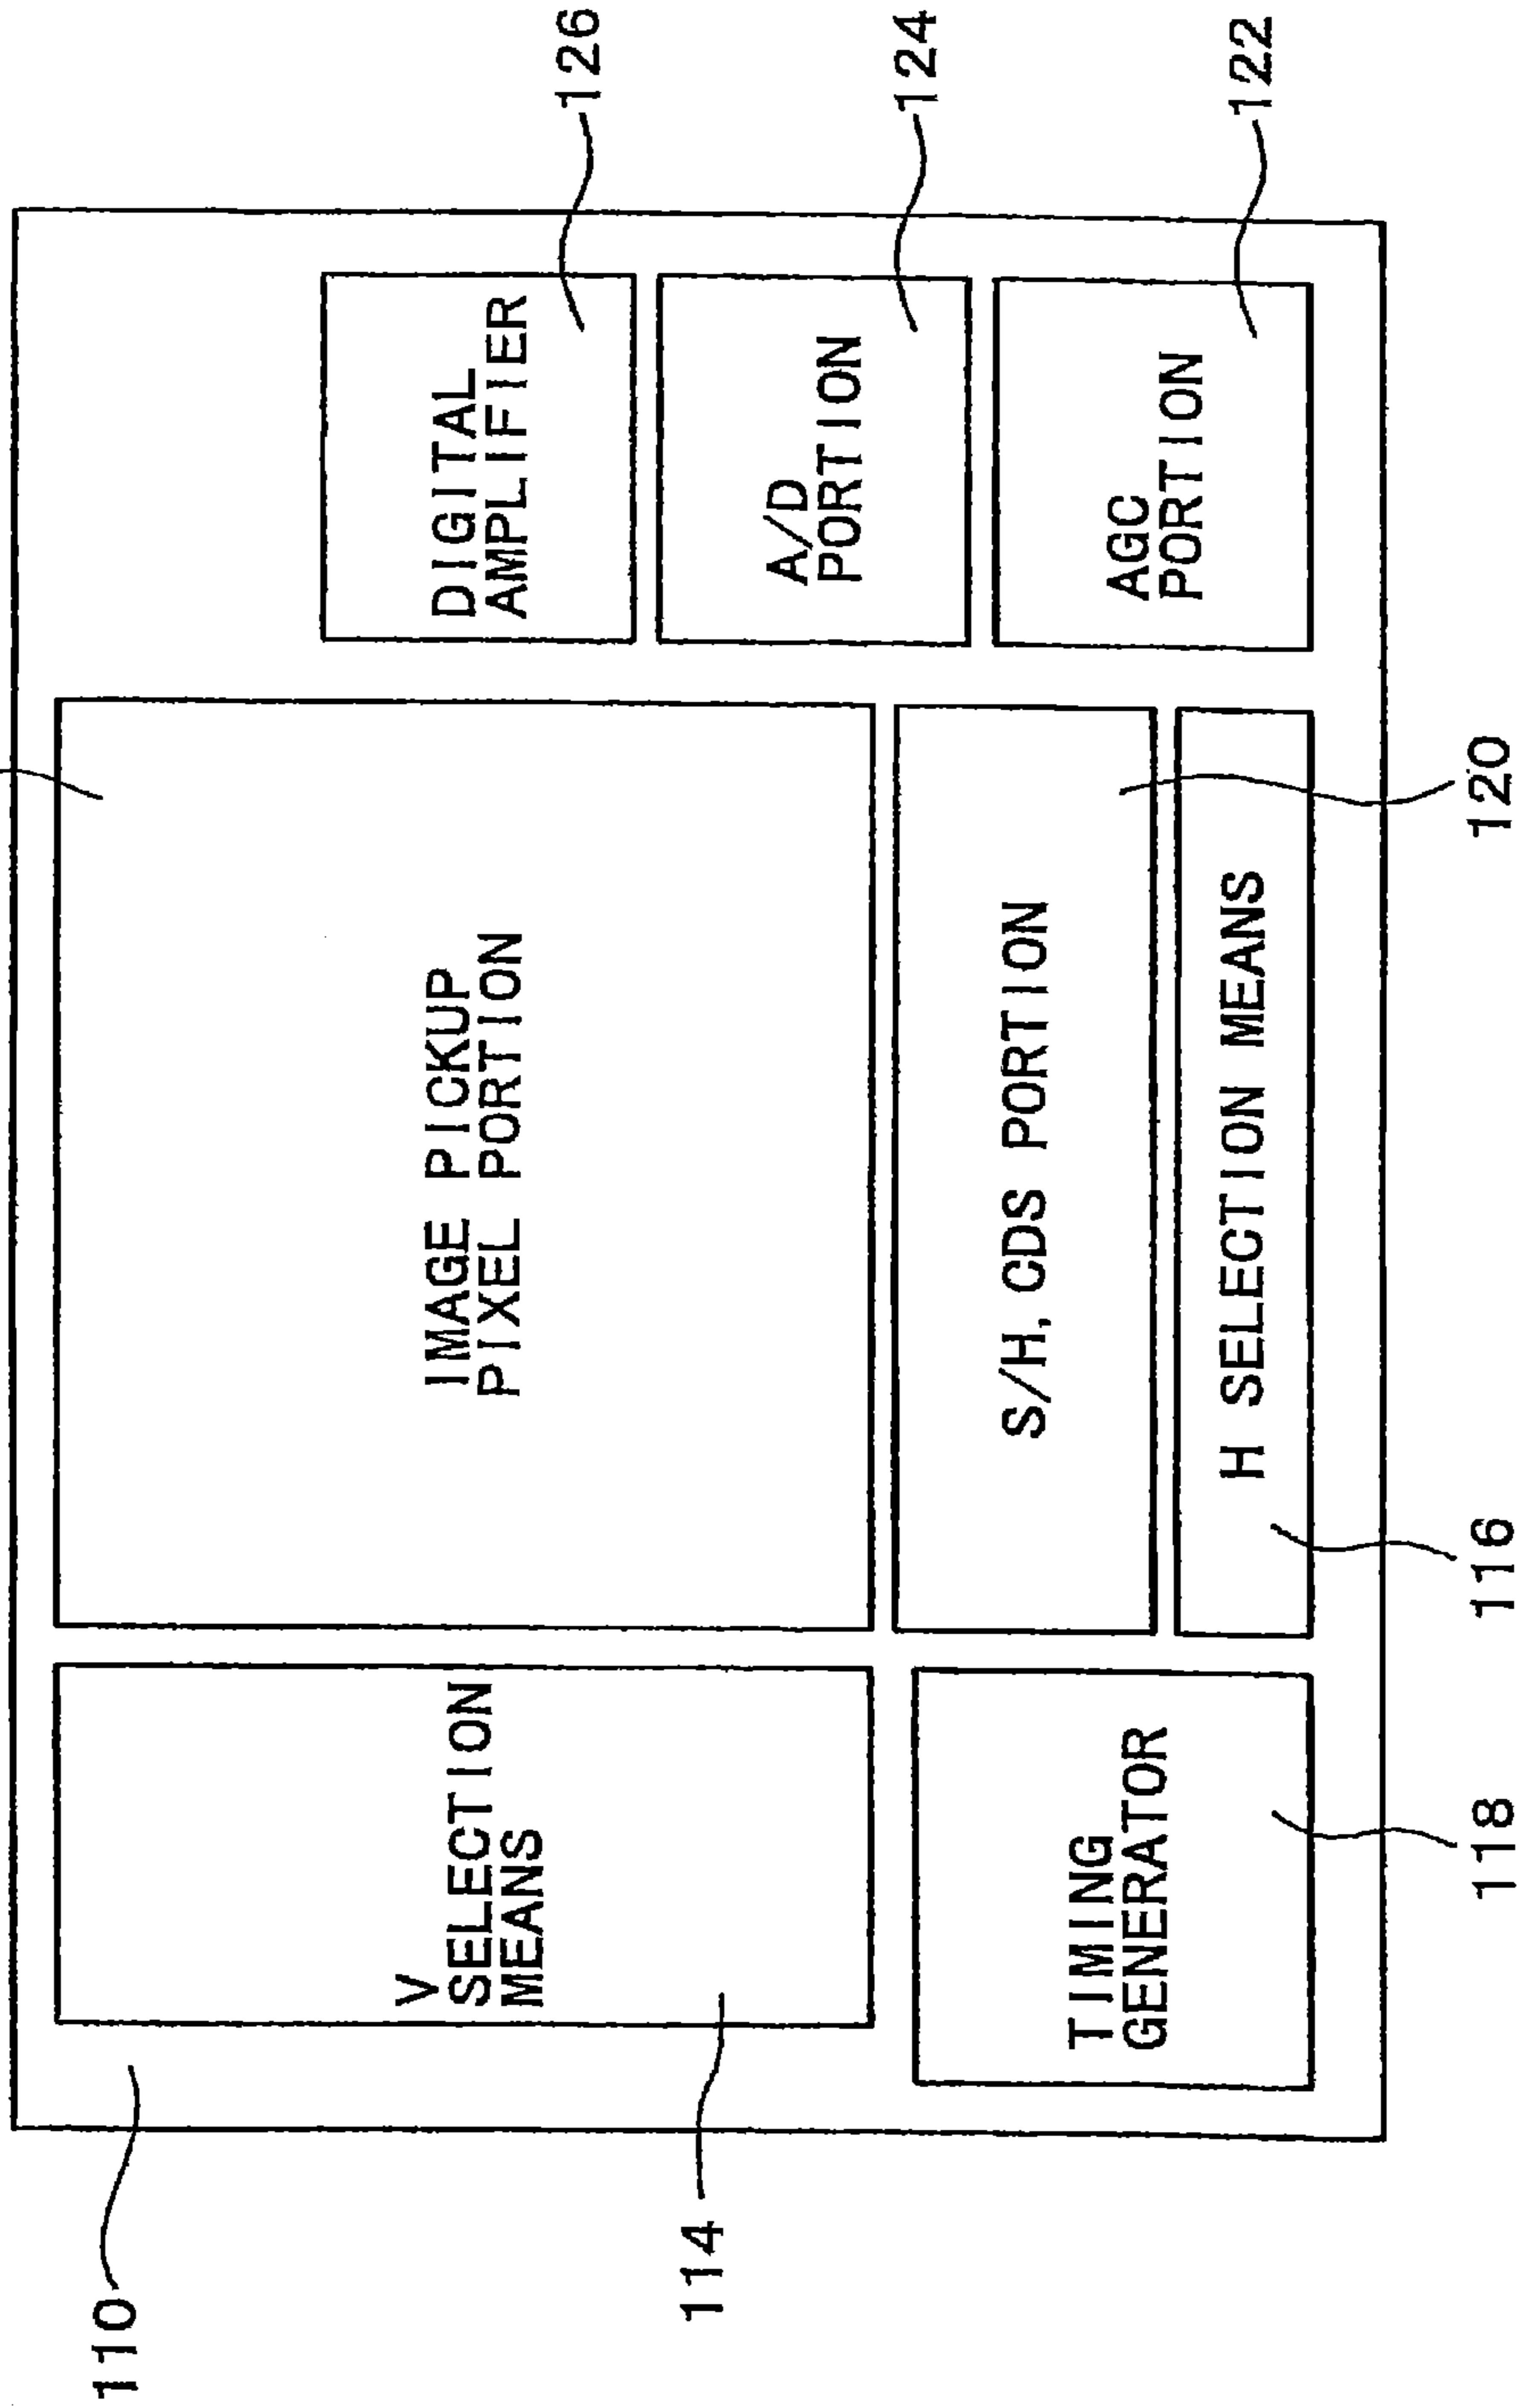 110
V
SELECTION
MEANS
114
IMAGE PICKUP
PIXEL PORTION
DIGITAL
AMPLIFIER
126
A/D
PORTION
124
S/H, CDS PORTION
AGC
PORTION
122
TIMING
GENERATOR
H SELECTION MEANS
118
116
120